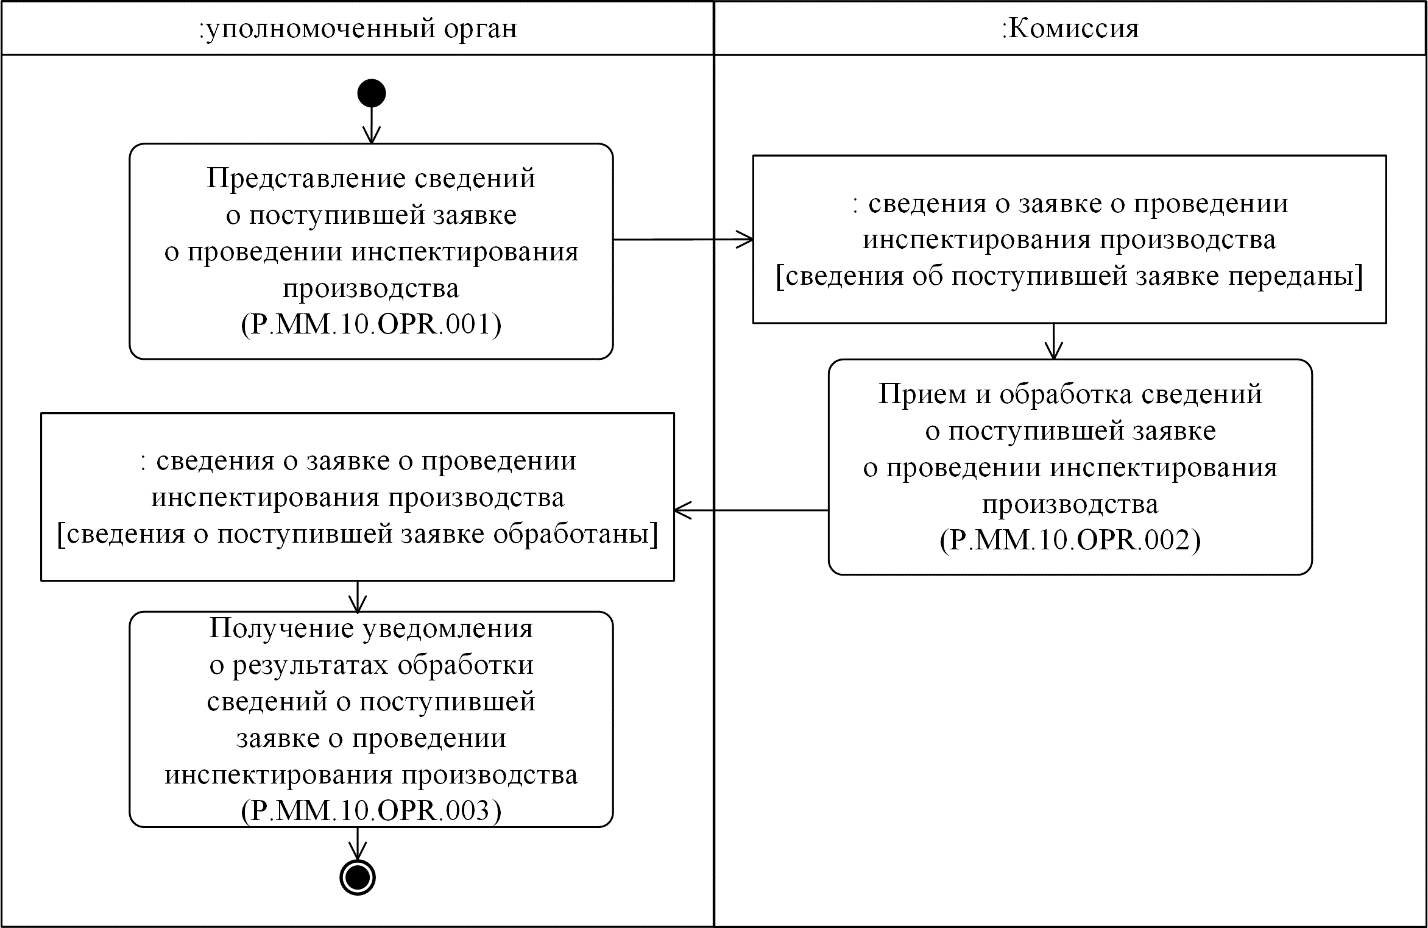 :уполномоченный орган
:Комиссия
Представление сведений
о поступившей заявке
о проведении инспектирования
производства
(P.MM.10.OPR.001)
: сведения о заявке о проведении
инспектирования производства
[сведения об поступившей заявке переданы]
Прием и обработка сведений
о поступившей заявке
о проведении инспектирования
производства
(P.MM.10.OPR.002)
: сведения о заявке о проведении
инспектирования производства
[сведения о поступившей заявке обработаны]
Получение уведомления
о результатах обработки
сведений о поступившей
заявке о проведении
инспектирования производства
(P.MM.10.OPR.003)